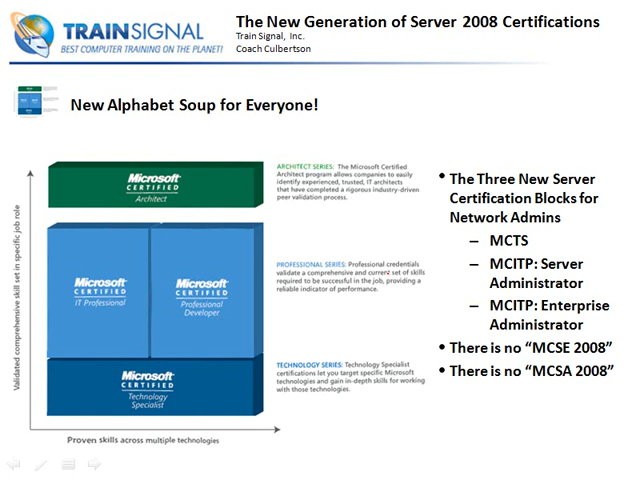 TRAINSIGNAL
BEST COMPUTER TRAINING ON THE PLANET!
The New Generation of Server 2008 Certifications
Train Signal, Inc.
Coach Culbertson
New Alphabet Soup for Everyone!
Validated comprehensive skill set in specific job role
Microsoft
CERTIFIED
Architect
ARCHITECT SERIES: The Microsoft Certified
Architect program allows companies to easily
identify experienced, trusted, IT architects
that have completed a rigorous industry-driven
peer validation process.
Microsoft
CERTIFIED
IT Professional
Microsoft
CERTIFIED
Professional
Developer
PROFESSIONAL SERIES: Professional credentials
validate a comprehensive and current set of skills
required to be successful in the job, providing a
reliable indicator of performance.
Microsoft
CERTIFIED
Technology
Specialist
TECHNOLOGY SERIES: Technology Specialist
certifications let you target specific Microsoft
technologies and gain in-depth skills for working
with those technologies.
Proven skills across multiple technologies
• The Three New Server
Certification Blocks for
Network Admins
– MCTS
– MCITP: Server
Administrator
– MCITP: Enterprise
Administrator
• There is no “MCSE 2008”
• There is no “MCSA 2008”